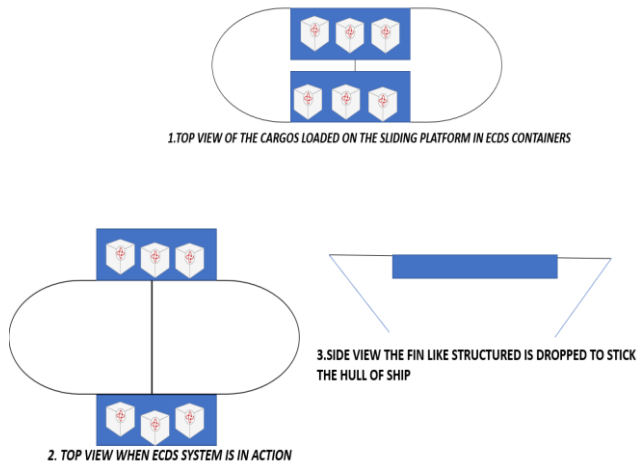 1.TOP VIEW OF THE CARGOS LOADED ON THE SLIDING PLATFORM IN ECDS CONTAINERS
3.SIDE VIEW THE FIN LIKE STRUCTURED IS DROPPED TO STICK
THE HULL OF SHIP
2. TOP VIEW WHEN ECDS SYSTEM IS IN ACTION